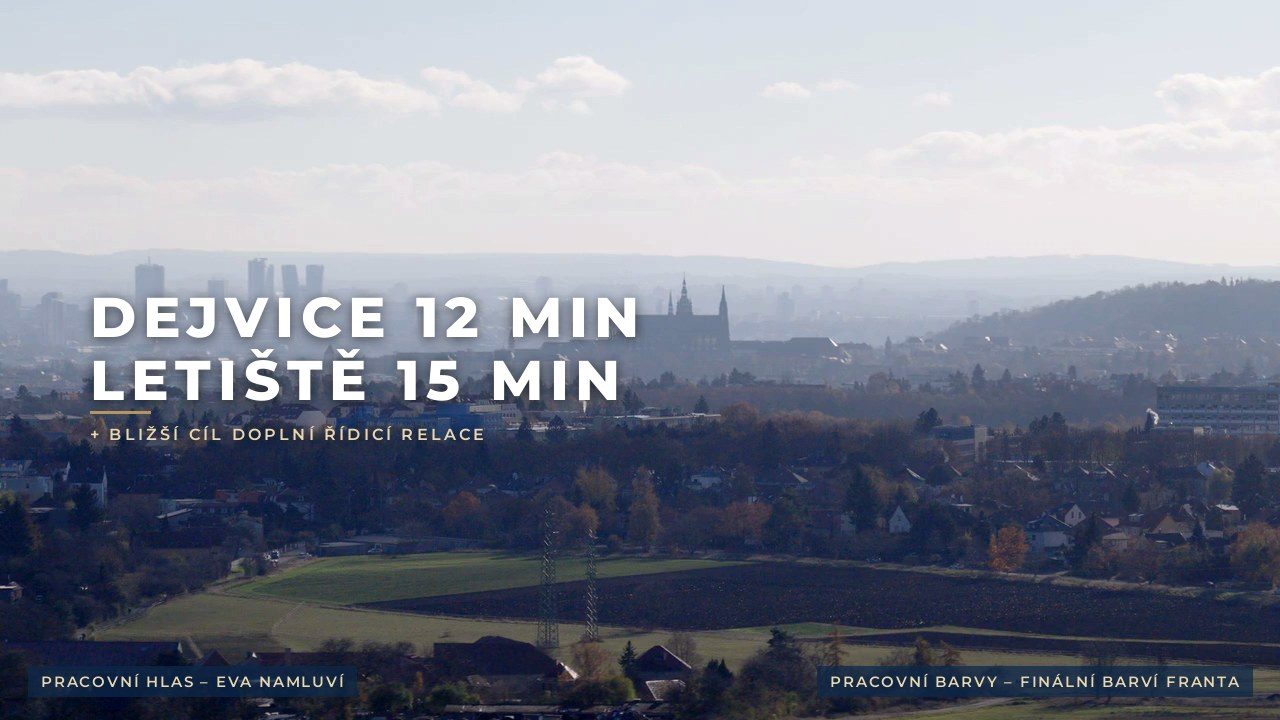 DEJVICE 12 MIN
LETIŠTĚ 15 MIN
+ BLIŽŠÍ CÍL DOPLNÍ ŘÍDICÍ RELACE
PRACOVNÍ HLAS – EVA NAMLUVÍ
PRACOVNÍ BARVY – FINÁLNÍ BARVÍ FRANTA